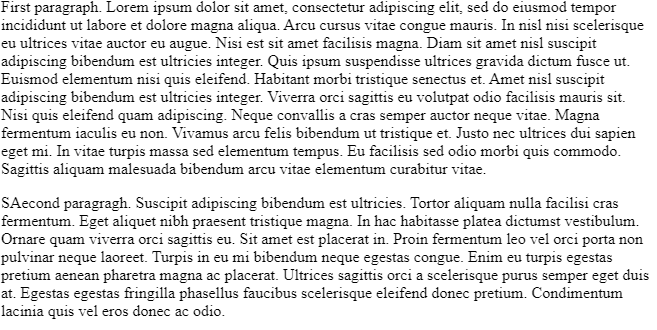 First paragraph. Lorem ipsum dolor sit amet, consectetur adipiscing elit, sed do eiusmod tempor
incididunt ut labore et dolore magna aliqua. Arcu cursus vitae congue mauris. In nisl nisi scelerisque
eu ultrices vitae auctor eu augue. Nisi est sit amet facilisis magna. Diam sit amet nisl suscipit
adipiscing bibendum est ultricies integer. Quis ipsum suspendisse ultrices gravida dictum fusce ut.
Euismod elementum nisi quis eleifend. Habitant morbi tristique senectus et. Amet nisl suscipit
adipiscing bibendum est ultricies integer. Viverra orci sagittis eu volutpat odio facilisis mauris sit.
Nisi quis eleifend quam adipiscing. Neque convallis a cras semper auctor neque vitae. Magna
fermentum iaculis eu non. Vivamus arcu felis bibendum ut tristique et. Justo nec ultrices dui sapien
eget mi. In vitae turpis massa sed elementum tempus. Eu facilisis sed odio morbi quis commodo.
Sagittis aliquam malesuada bibendum arcu vitae elementum curabitur vitae.
SAecond paragragh. Suscipit adipiscing bibendum est ultricies. Tortor aliquam nulla facilisi cras
fermentum. Eget aliquet nibh praesent tristique magna. In hac habitasse platea dictumst vestibulum.
Ornare quam viverra orci sagittis eu. Sit amet est placerat in. Proin fermentum leo vel orci porta non
pulvinar neque laoreet. Turpis in eu mi bibendum neque egestas congue. Enim eu turpis egestas
pretium aenean pharetra magna ac placerat. Ultrices sagittis orci a scelerisque purus semper eget duis
at. Egestas egestas fringilla phasellus faucibus scelerisque eleifend donec pretium. Condimentum
lacinia quis vel eros donec ac odio.